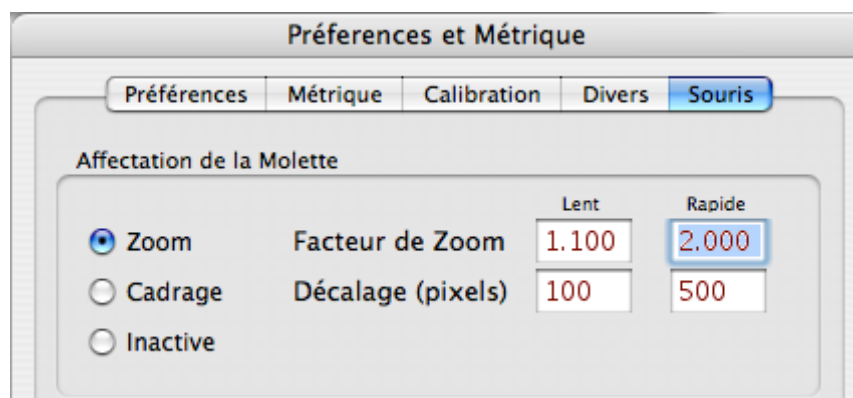 Préferences et Métrique
Préférences Métrique Calibration Divers Souris
Affectation de la Molette
Lent Rapide
Zoom Facteur de Zoom 1.100 2.000
Cadrage Décalage (pixels) 100 500
Inactive